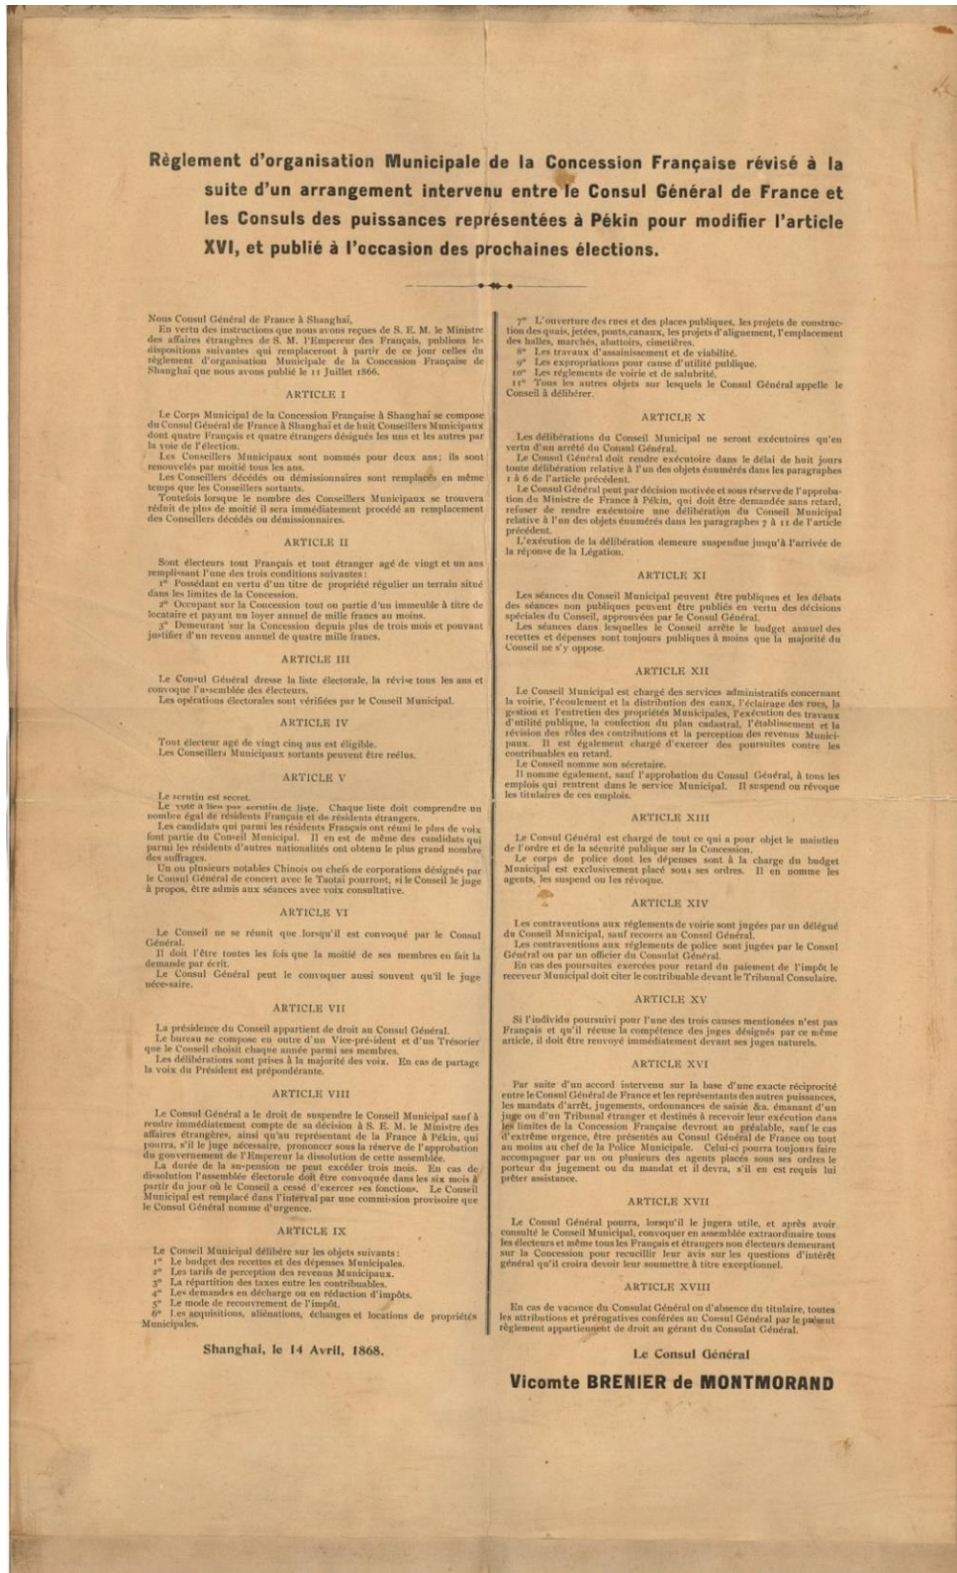 Règlement d'organisation Municipale de la Concession Française révisé à la
suite d'un arrangement intervenu entre le Consul Général de France et
les Consuls des puissances représentées à Pékin pour modifier l'article
XVI, et publié à l'occasion des prochaines élections.
Nous Consul Général de France à Shanghai,
En vertu des instructions que nous avons reçues de S. E. M. le Ministre
des affaires étrangères de S. M. l'Empereur des Français, publions les
dispositions suivantes qui remplaceront à partir de ce jour celles du
règlement d'organisation Municipale de la Concession Française de
Shanghai que nous avons publié le 11 Juillet 1866.
ARTICLE I
Le Corps Municipal de la Concession Française à Shanghai se compose
du Consul Général de France à Shanghai et de huit Conseillers Municipaux
dont quatre Français et quatre étrangers désignés les uns et les autres par
la voie de l'élection.
Les Conseillers Municipaux sont nommés pour deux ans; ils sont
renouvelés par moitié tous les ans.
Les Conseillers décédés ou démissionnaires sont remplacés en même
temps que les Conseillers sortants.
Toutefois lorsque le nombre des Conseillers Municipaux se trouvera
réduit de plus de moitié il sera immédiatement procédé au remplacement
des Conseillers décédés ou démissionnaires.
ARTICLE II
Sont électeurs tout Français et tout étranger agé de vingt et un ans
remplissant l'une des trois conditions suivantes:
1º Possédant en vertu d'un titre de propriété régulier un terrain situé
dans les limites de la Concession.
2º Occupant sur la Concession tout ou partie d'un immeuble à titre de
locataire et payant un loyer annuel de mille francs au moins.
3º Demeurant sur la Concession depuis plus de trois mois et pouvant
justifier d'un revenu annuel de quatre mille francs.
ARTICLE III
Le Consul Général dresse la liste électorale, la révise tous les ans et
convoque l'assemblée des électeurs.
Les opérations électorales sont vérifiées par le Conseil Municipal.
ARTICLE IV
Tout électeur agé de vingt cinq ans est éligible.
Les Conseillers Municipaux sortants peuvent être réélus.
ARTICLE V
Le scrutin est secret.
Le vote a lieu par scrutin de liste. Chaque liste doit comprendre un
nombre égal de résidents Français et de résidents étrangers.
Les candidats qui parmi les résidents Français ont réuni le plus de voix
font partie du Conseil Municipal. Il en est de même des candidats qui
parmi les résidents d'autres nationalités ont obtenu le plus grand nombre
des suffrages.
Un ou plusieurs notables Chinois ou chefs de corporations désignés par
le Consul Général de concert avec le Taotai pourront, si le Conseil le juge
à propos, être admis aux séances avec voix consultative.
ARTICLE VI
Le Conseil ne se réunit que lorsqu'il est convoqué par le Consul
Général.
Il doit l'être toutes les fois que la moitié de ses membres en fait la
demande par écrit.
Le Consul Général peut le convoquer aussi souvent qu'il le juge
nécessaire.
ARTICLE VII
La présidence du Conseil appartient de droit au Consul Général.
Le bureau se compose en outre d'un Vice-président et d'un Trésorier
que le Conseil choisit chaque année parmi ses membres.
Les délibérations sont prises à la majorité des voix. En cas de partage
la voix du Président est prépondérante.
ARTICLE VIII
Le Consul Général a le droit de suspendre le Conseil Municipal sauf à
rendre immédiatement compte de sa décision à S. E. M. le Ministre des
affaires étrangères, ainsi qu'au représentant de la France à Pékin, qui
pourra, s'il le juge nécessaire, prononcer sous la réserve de l'approbation
du gouvernement de l'Empereur la dissolution de cette assemblée.
La durée de la suspension ne peut excéder trois mois. En cas de
dissolution l'assemblée électorale doit être convoquée dans les six mois à
partir du jour où le Conseil a cessé d'exercer ses fonctions. Le Conseil
Municipal est remplacé dans l'interval par une commission provisoire que
le Consul Général nomme d'urgence.
ARTICLE IX
Le Conseil Municipal délibère sur les objets suivants:
1º Le budget des recettes et des dépenses Municipales.
2º Les tarifs de perception des revenus Municipaux.
3º La répartition des taxes entre les contribuables.
4º Les demandes en décharge ou en réduction d'impôts.
5º Le mode de recouvrement de l'impôt.
6º Les acquisitions, aliénations, échanges et locations de propriétés
Municipales.
7º L'ouverture des rues et des places publiques, les projets de construc-
tion des quais, jetées, ponts, canaux, les projets d'alignement, l'emplacement
des halles, marchés, abattoirs, cimetières.
8º Les travaux d'assainissement et de viabilité.
9º Les expropriations pour cause d'utilité publique.
10º Les règlements de voirie et de salubrité.
11º Tous les autres objets sur lesquels le Consul Général appelle le
Conseil à délibérer.
ARTICLE X
Les délibérations du Conseil Municipal ne seront exécutoires qu'en
vertu d'un arrêté du Consul Général.
Le Consul Général doit rendre exécutoire dans le délai de huit jours
toute délibération relative à l'un des objets énumérés dans les paragraphes
1 à 6 de l'article précédent.
Le Consul Général peut par décision motivée et sous réserve de l'approba-
tion du Ministre de France à Pékin, qui doit être demandée sans retard,
refuser de rendre exécutoire une délibération du Conseil Municipal
relative à l'un des objets énumérés dans les paragraphes 7 à 11 de l'article
précédent.
L'exécution de la délibération demeure suspendue jusqu'à l'arrivée de
la réponse de la Légation.
ARTICLE XI
Les séances du Conseil Municipal peuvent être publiques et les débats
des séances non publiques peuvent être publiés en vertu des décisions
spéciales du Conseil, approuvées par le Consul Général.
Les séances dans lesquelles le Conseil arrête le budget annuel des
recettes et dépenses sont toujours publiques à moins que la majorité du
Conseil ne s'y oppose.
ARTICLE XII
Le Conseil Municipal est chargé des services administratifs concernant
la voirie, l'écoulement et la distribution des eaux, l'éclairage des rues, la
gestion et l'entretien des propriétés Municipales, l'exécution des travaux
d'utilité publique, la confection du plan cadastral, l'établissement et la
révision des rôles des contributions et la perception des revenus Munici-
paux. Il est également chargé d'exercer des poursuites contre les
contribuables en retard.
Le Conseil nomme son sécretaire.
Il nomme également, sauf l'approbation du Consul Général, à tous les
emplois qui rentrent dans le service Municipal. Il suspend ou révoque
les titulaires de ces emplois.
ARTICLE XIII
Le Consul Général est chargé de tout ce qui a pour objet le maintien
de l'ordre et de la sécurité publique sur la Concession.
Le corps de police dont les dépenses sont à la charge du budget
Municipal est exclusivement placé sous ses ordres. Il en nomme les
agents, les suspend ou les révoque.
ARTICLE XIV
Les contraventions aux réglements de voirie sont jugées par un délégué
du Conseil Municipal, sauf recours au Consul Général.
Les contraventions aux réglements de police sont jugées par le Consul
Général ou par un officier du Consulat Général.
En cas des poursuites exercées pour retard du paiement de l'impôt le
receveur Municipal doit citer le contribuable devant le Tribunal Consulaire.
ARTICLE XV
Si l'individu poursuivi pour l'une des trois causes mentionées n'est pas
Français et qu'il récuse la compétence des juges désignés par ce même
article, il doit être renvoyé immédiatement devant ses juges naturels.
ARTICLE XVI
Par suite d'un accord intervenu sur la base d'une exacte réciprocité
entre le Consul Général de France et les représentants des autres puissances,
les mandats d'arrêt, jugements, ordonnances de saisie &a. émanant d'un
juge ou d'un Tribunal étranger et destinés à recevoir leur exécution dans
les limites de la Concession Française devront au préalable, sauf le cas
d'extrême urgence, être présentés au Consul Général de France ou tout
au moins au chef de la Police Municipale. Celui-ci pourra toujours faire
accompagner par un ou plusieurs des agents placés sous ses ordres le
porteur du jugement ou du mandat et il devra, s'il en est requis lui
prêter assistance.
ARTICLE XVII
Le Consul Général pourra, lorsqu'il le jugera utile, et après avoir
consulté le Conseil Municipal, convoquer en assemblée extraordinaire tous
les électeurs et même tous les Français et étrangers non électeurs demeurant
sur la Concession pour recueillir leur avis sur les questions d'intérêt
général qu'il croira devoir leur soumettre à titre exceptionnel.
ARTICLE XVIII
En cas de vacance du Consulat Général ou d'absence du titulaire, toutes
les attributions et prérogatives conférées au Consul Général par le présent
règlement appartiennent de droit au gérant du Consulat Général.
Shanghai, le 14 Avril, 1868.
Le Consul Général
Vicomte BRENIER de MONTMORAND